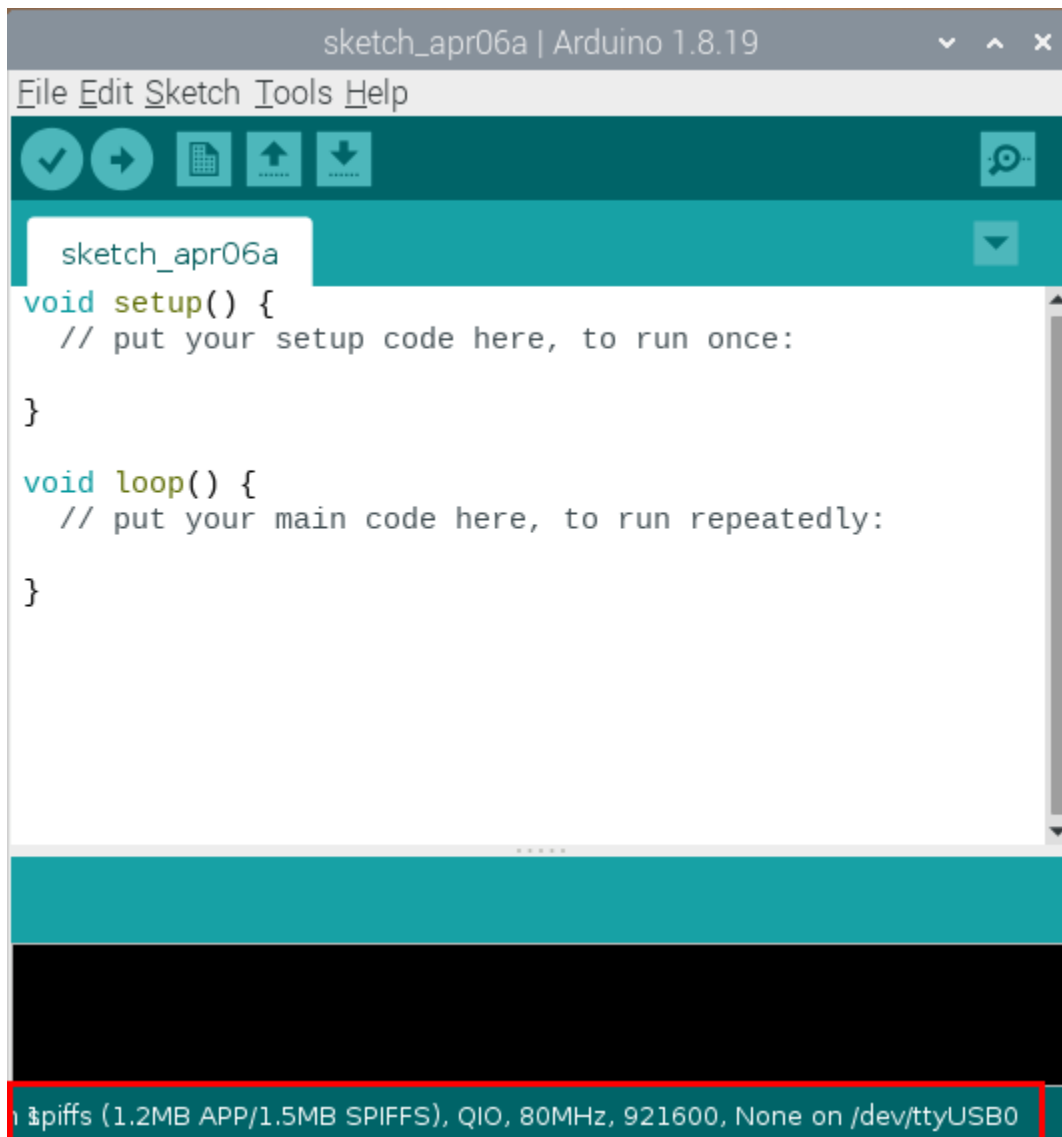 sketch_apr06a | Arduino 1.8.19
File Edit Sketch Tools Help
sketch_apr06a
void setup() {
// put your setup code here, to run once:
}
void loop() {
// put your main code here, to run repeatedly:
}
spiffs (1.2MB APP/1.5MB SPIFFS), QIO, 80MHz, 921600, None on /dev/ttyUSB0